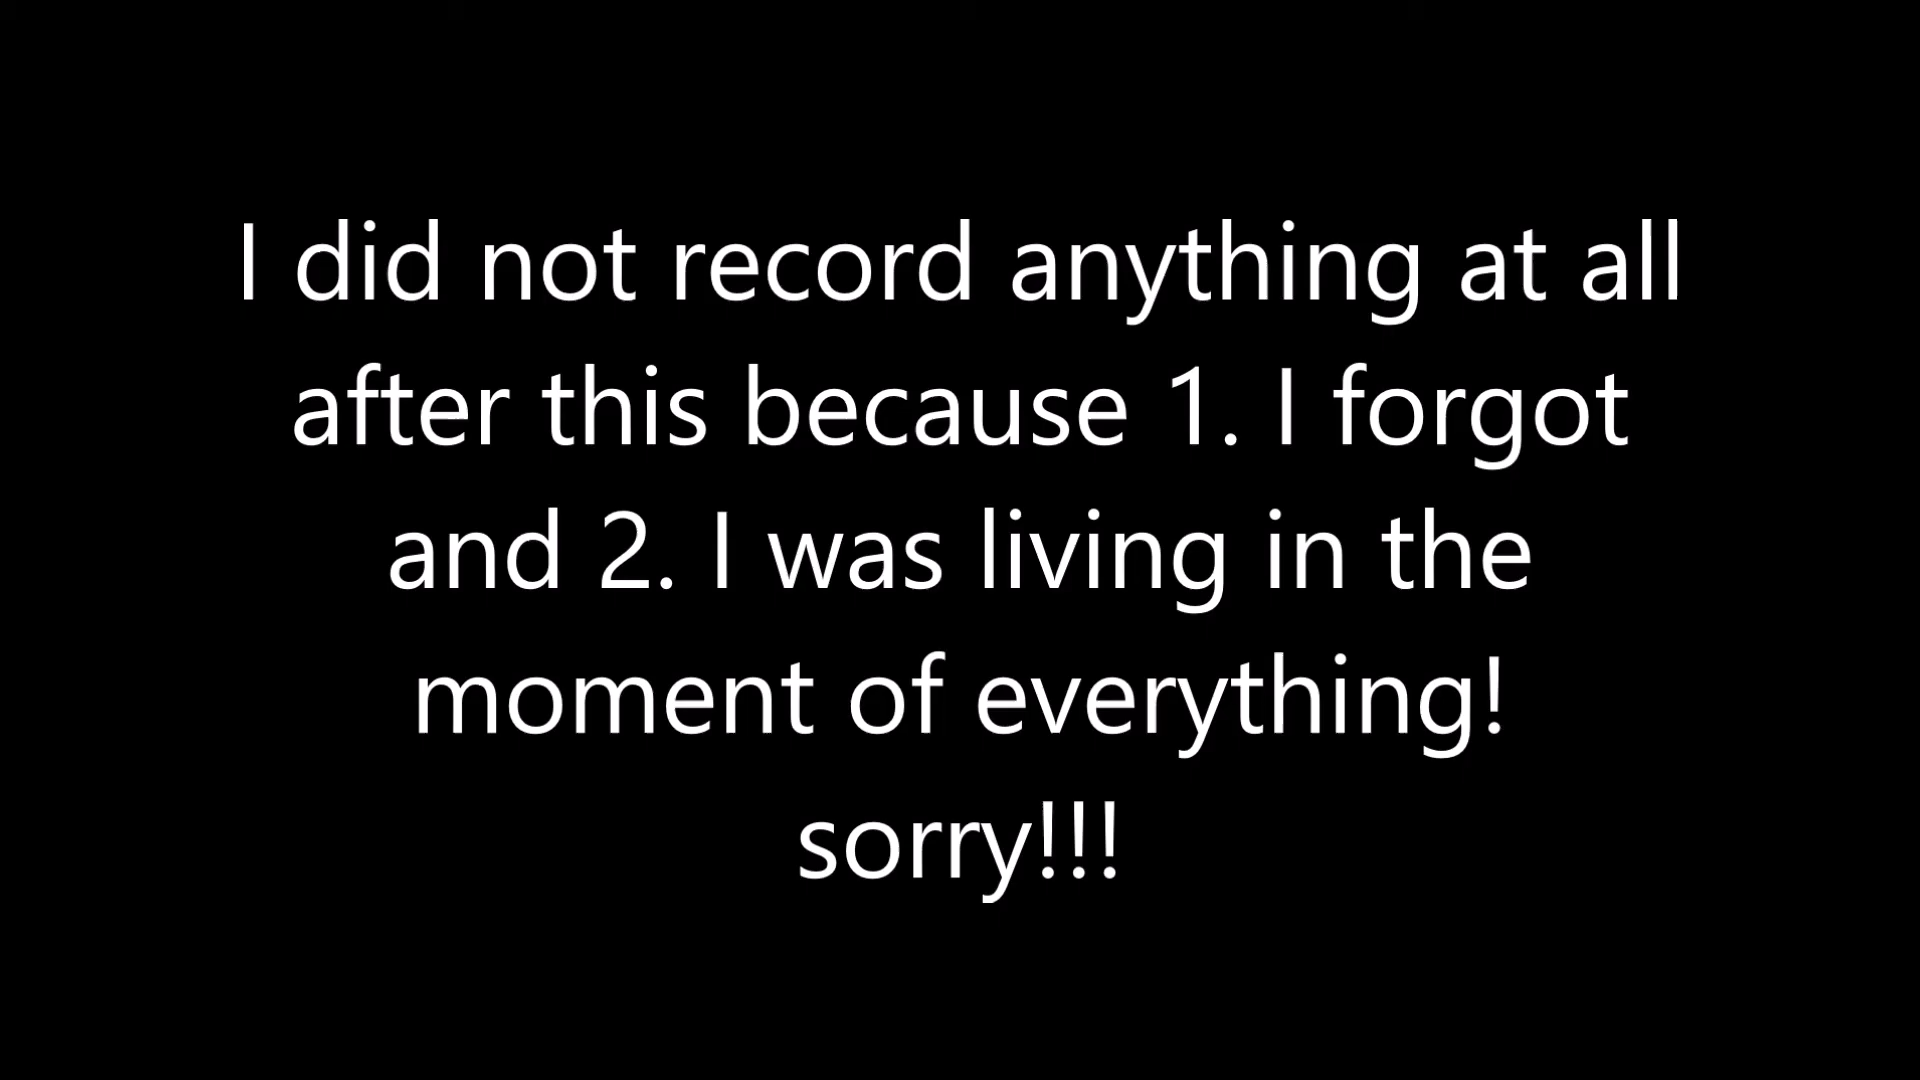 I did not record anything at all
after this because 1. I forgot
and 2. I was living in the
moment of everything!
sorry!!!